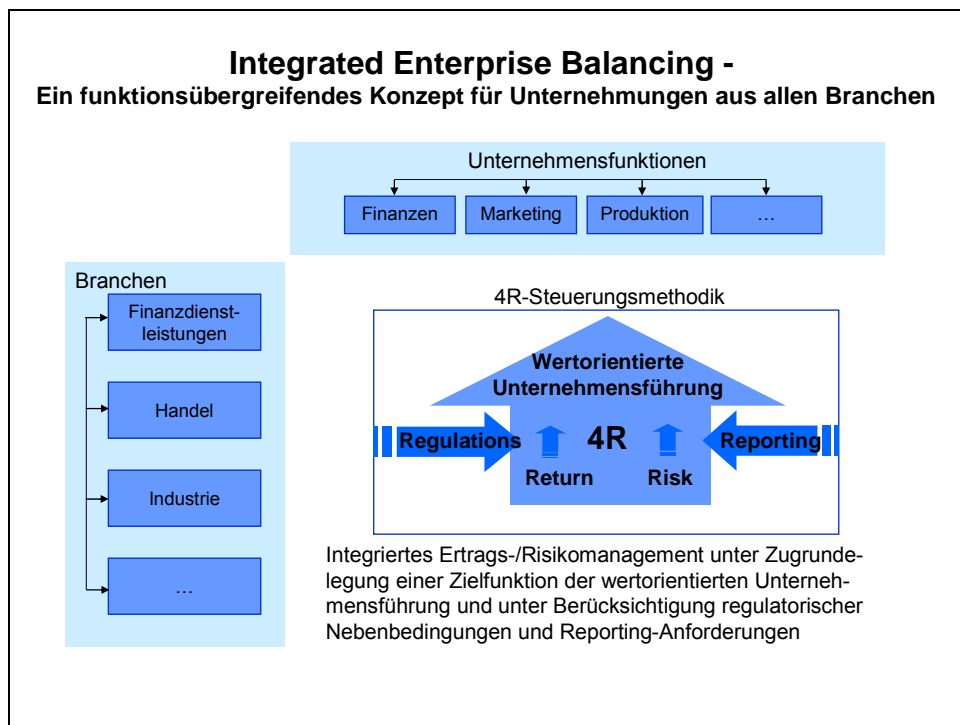 Integrated Enterprise Balancing -
Ein funktionsübergreifendes Konzept für Unternehmungen aus allen Branchen
Unternehmensfunktionen
Finanzen
Marketing
Produktion
…
Branchen
Finanzdienst-
leistungen
Handel
Industrie
…
4R-Steuerungsmethodik
Wertorientierte
Unternehmensführung
Regulations
4R
Reporting
Return
Risk
Integriertes Ertrags-/Risikomanagement unter Zugrunde-
legung einer Zielfunktion der wertorientierten Unterneh-
mensführung und unter Berücksichtigung regulatorischer
Nebenbedingungen und Reporting-Anforderungen